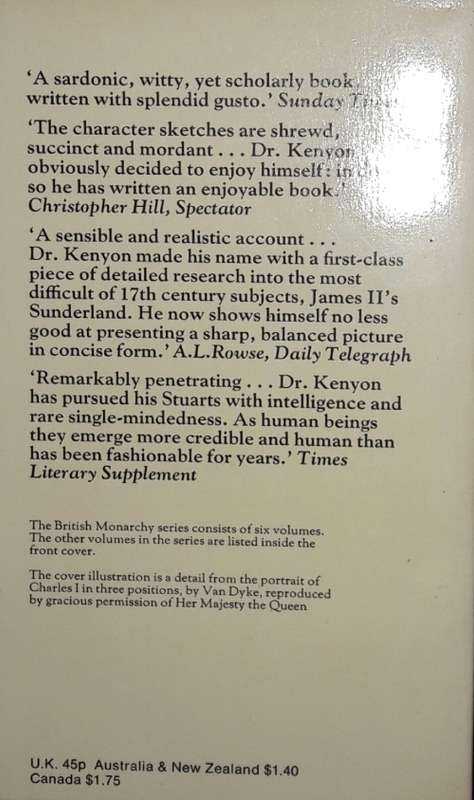 'A sardonic, witty, yet scholarly book,
written with splendid gusto.' Sunday
'The character sketches are shrewd,
succinct and mordant . . . Dr. Kenyon
obviously decided to enjoy himself: in
so he has written an enjoyable book.'
Christopher Hill, Spectator
'A sensible and realistic account . . .
Dr. Kenyon made his name with a first-class
piece of detailed research into the most
difficult of 17th century subjects, James II's
Sunderland. He now shows himself no less
good at presenting a sharp, balanced picture
in concise form.' A.L.Rowse, Daily Telegraph
'Remarkably penetrating . . . Dr. Kenyon
has pursued his Stuarts with intelligence and
rare single-mindedness. As human beings
they emerge more credible and human than
has been fashionable for years.' Times
Literary Supplement
The British Monarchy series consists of six volumes.
The other volumes in the series are listed inside the
front cover.
The cover illustration is a detail from the portrait of
Charles I in three positions, by Van Dyke, reproduced
by gracious permission of Her Majesty the Queen
U.K. 45p Australia & New Zealand $1.40
Canada $1.75